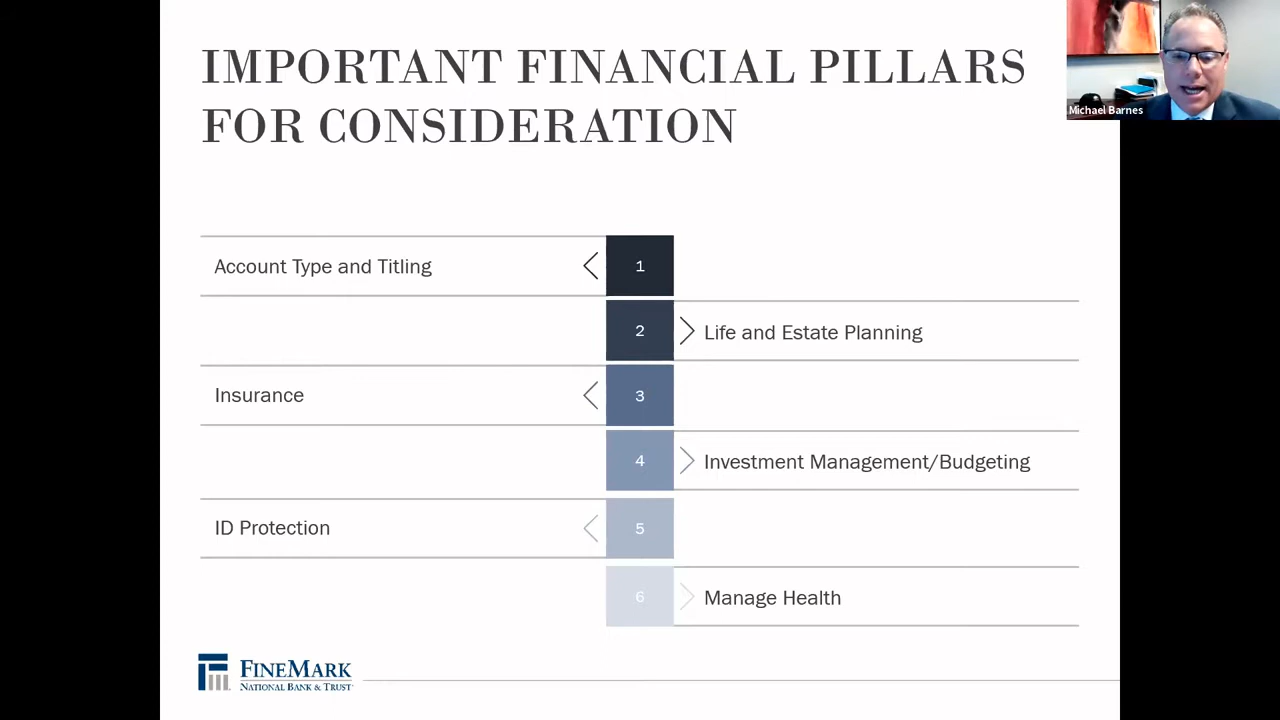 IMPORTANT FINANCIAL PILLARS
FOR CONSIDERATION
Michael Barnes
Account Type and Titling
1
2
Life and Estate Planning
Insurance
3
4
Investment Management/Budgeting
ID Protection
5
6
Manage Health
FINEMARK
NATIONAL BANK & TRUST